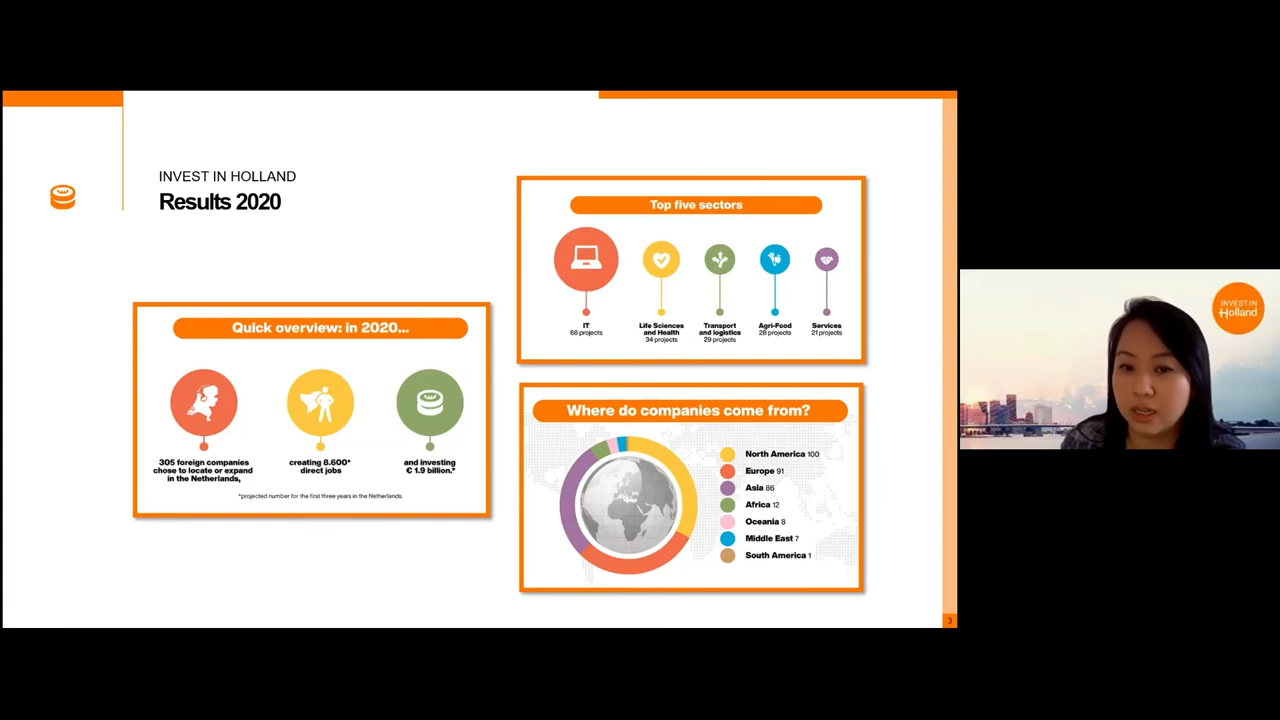 INVEST IN HOLLAND
Results 2020
Quick overview: in 2020...
305 foreign companies
chose to locate or expand
in the Netherlands,
creating 8.600*
direct jobs
and investing
€ 1.9 billion.*
*projected number for the first three years in the Netherlands.
Top five sectors
IT
68 projects
Life Sciences
and Health
34 projects
Transport
and logistics
29 projects
Agri-Food
28 projects
Services
21 projects
Where do companies come from?
North America 100
Europe 91
Asia 86
Africa 12
Oceania 8
Middle East 7
South America 1
3
INVEST IN
Holland